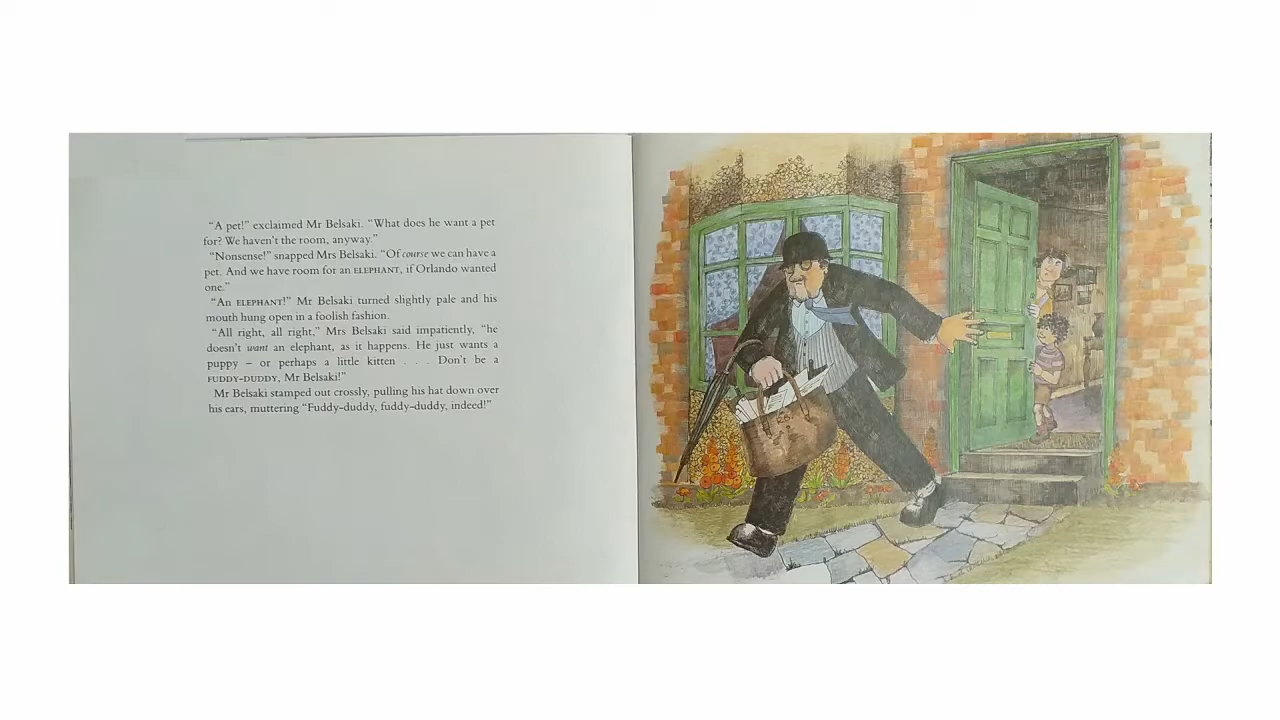 “A pet!” exclaimed Mr Belsaki. “What does he want a pet
for? We haven’t the room, anyway.”
“Nonsense!” snapped Mrs Belsaki. “Of course we can have a
pet. And we have room for an ELEPHANT, if Orlando wanted
one.”
“An ELEPHANT!” Mr Belsaki turned slightly pale and his
mouth hung open in a foolish fashion.
“All right, all right,” Mrs Belsaki said impatiently, “he
doesn’t want an elephant, as it happens. He just wants a
puppy – or perhaps a little kitten . . . Don’t be a
FUDDY-DUDDY, Mr Belsaki!”
Mr Belsaki stamped out crossly, pulling his hat down over
his ears, muttering “Fuddy-duddy, fuddy-duddy, indeed!”